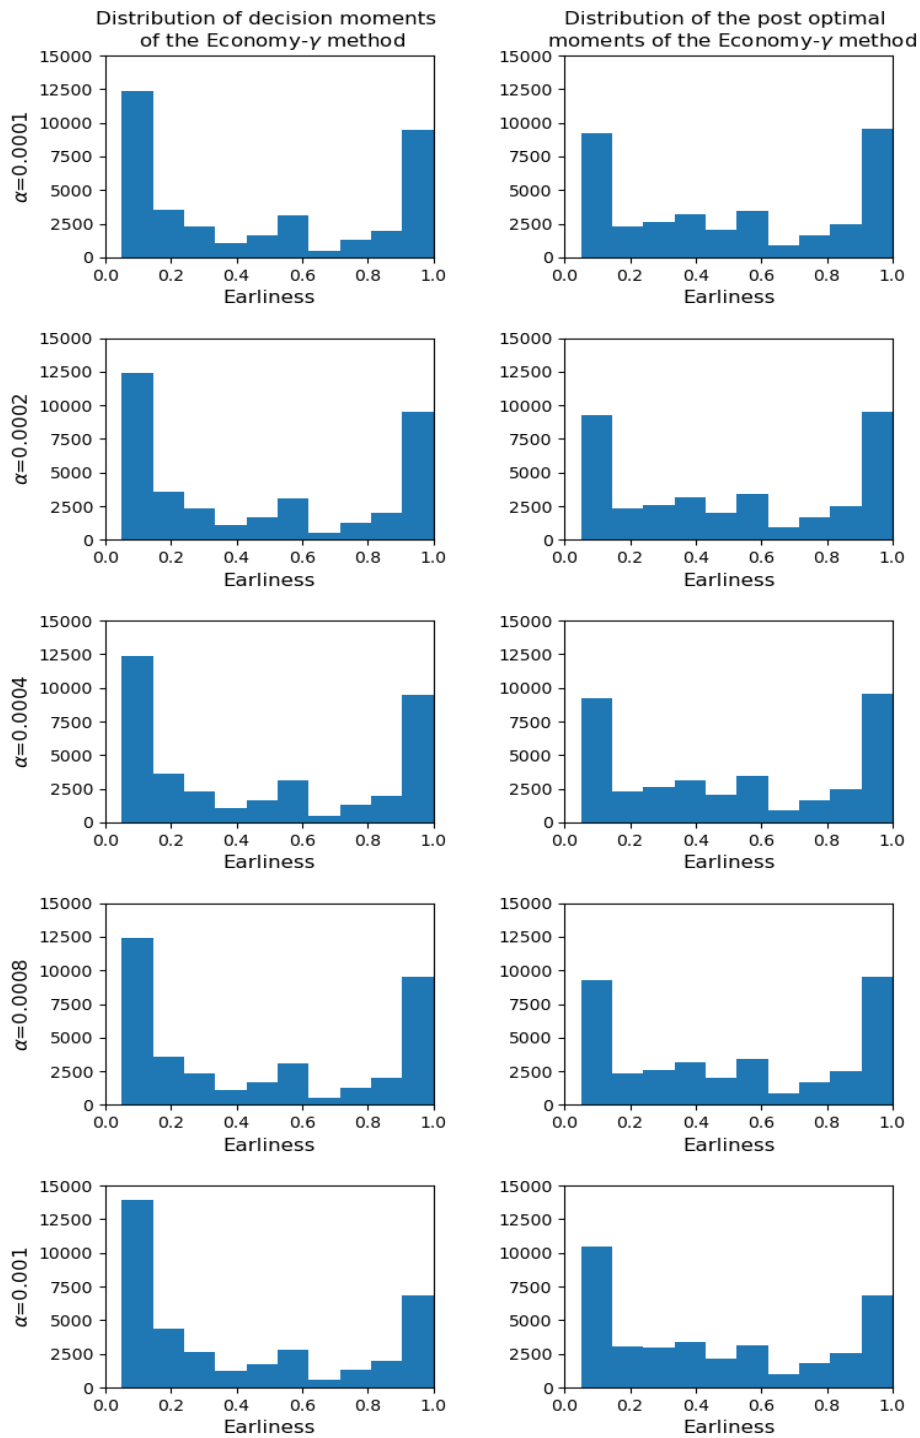 Distribution of decision moments
of the Economy-γ method
Distribution of the post optimal
moments of the Economy-γ method
α=0.0001
15000
12500
10000
7500
5000
2500
0
0.0 0.2 0.4 0.6 0.8 1.0
Earliness
15000
12500
10000
7500
5000
2500
0
0.0 0.2 0.4 0.6 0.8 1.0
Earliness
α=0.0002
15000
12500
10000
7500
5000
2500
0
0.0 0.2 0.4 0.6 0.8 1.0
Earliness
15000
12500
10000
7500
5000
2500
0
0.0 0.2 0.4 0.6 0.8 1.0
Earliness
α=0.0004
15000
12500
10000
7500
5000
2500
0
0.0 0.2 0.4 0.6 0.8 1.0
Earliness
15000
12500
10000
7500
5000
2500
0
0.0 0.2 0.4 0.6 0.8 1.0
Earliness
α=0.0008
15000
12500
10000
7500
5000
2500
0
0.0 0.2 0.4 0.6 0.8 1.0
Earliness
15000
12500
10000
7500
5000
2500
0
0.0 0.2 0.4 0.6 0.8 1.0
Earliness
α=0.001
15000
12500
10000
7500
5000
2500
0
0.0 0.2 0.4 0.6 0.8 1.0
Earliness
15000
12500
10000
7500
5000
2500
0
0.0 0.2 0.4 0.6 0.8 1.0
Earliness